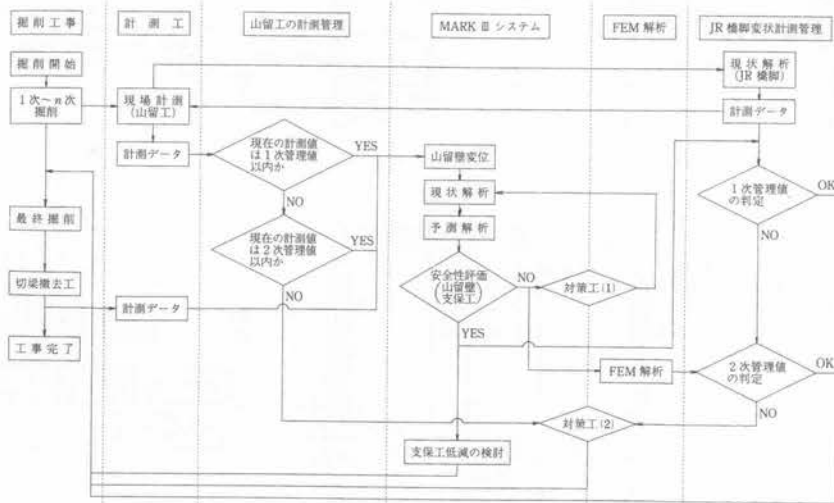 掘削工事
計測工
山留工の計測管理
MARK Ⅲ システム
FEM 解析
JR 橋脚変状計測管理
掘削開始
1次〜n次
掘削
最終掘削
切梁撤去工
工事完了
現場計測
(山留工)
計測データ
計測データ
現在の計測値
は1次管理値
以内か
YES
NO
現在の計測値
は2次管理値
以内か
YES
NO
山留壁変位
現状解析
予測解析
安全性評価
(山留壁
支保工)
NO
YES
支保工低減の検討
対策工(1)
FEM 解析
対策工(2)
現状解析
(JR 橋脚)
計測データ
1次管理値
の判定
OK
NO
2次管理値
の判定
OK
NO